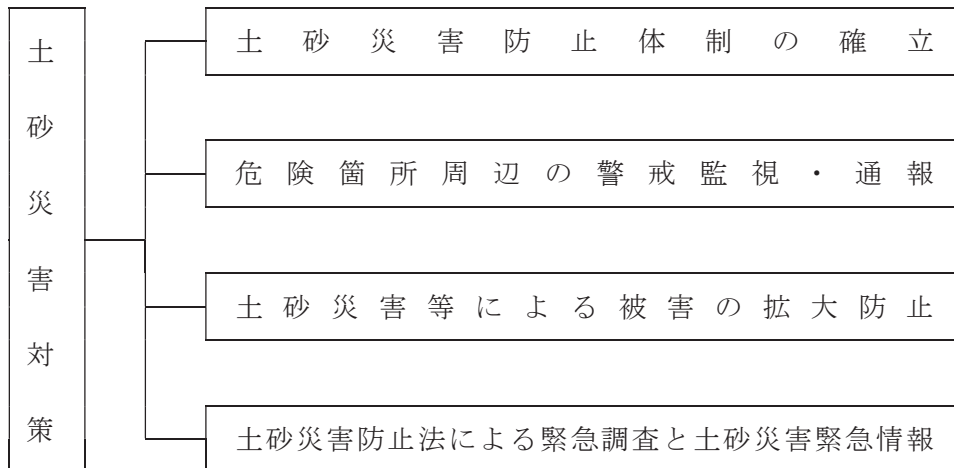 土砂災害対策
土砂災害防止体制の確立
危険箇所周辺の警戒監視・通報
土砂災害等による被害の拡大防止
土砂災害防止法による緊急調査と土砂災害緊急情報